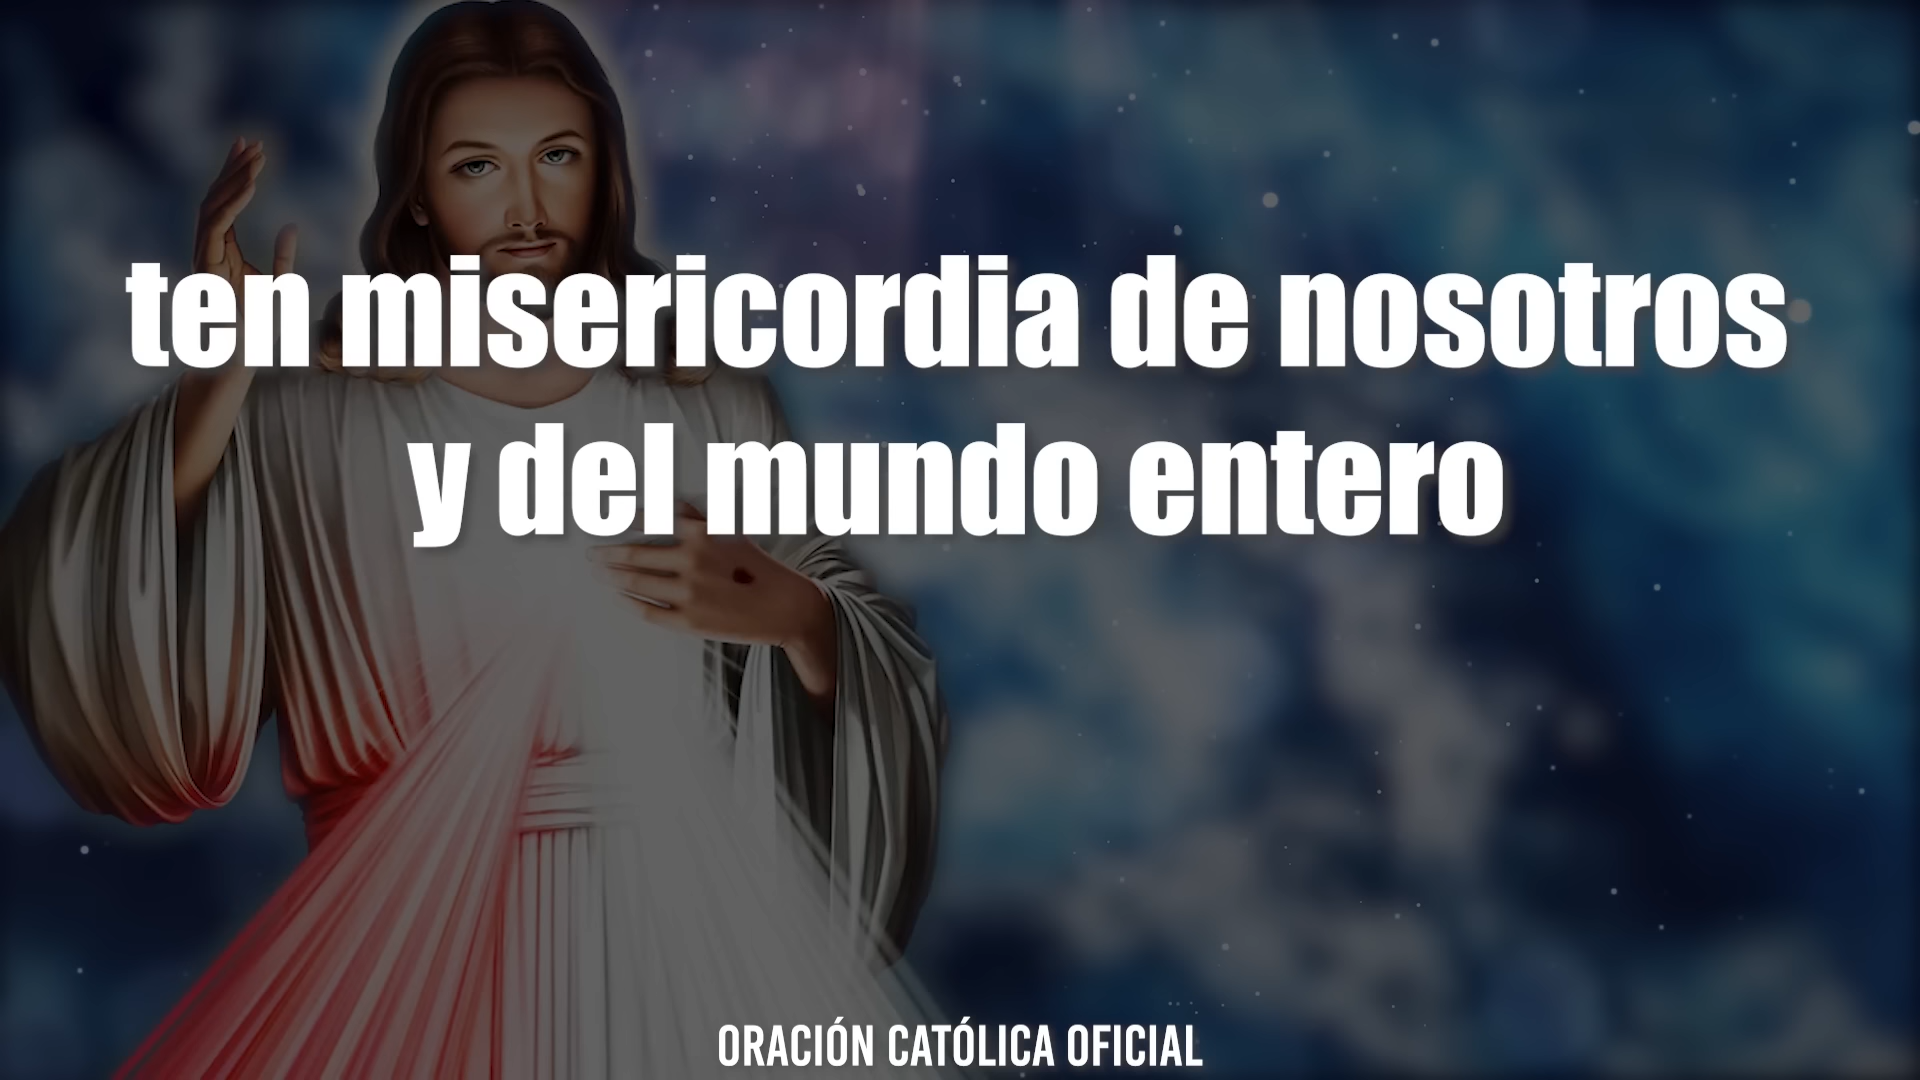 ten misericordia de nosotros
y del mundo entero
ORACIÓN CATÓLICA OFICIAL